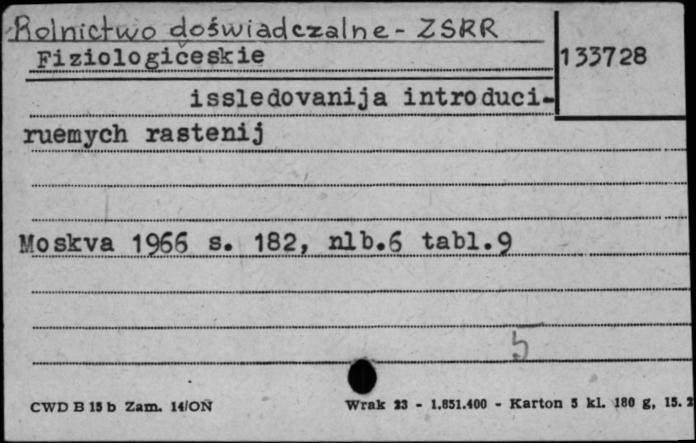 Rolnictwo doświadczalne - ZSRR
Fiziologičeskie
133728
issledovanija introduci-
ruemych rastenij
Moskva 1966 s. 182, nlb.6 tabl.9
5
CWD B 15 b Zam. 14/ON
Wrak 23 - 1.851.400 - Karton 5 kl. 180 g, 15. 2